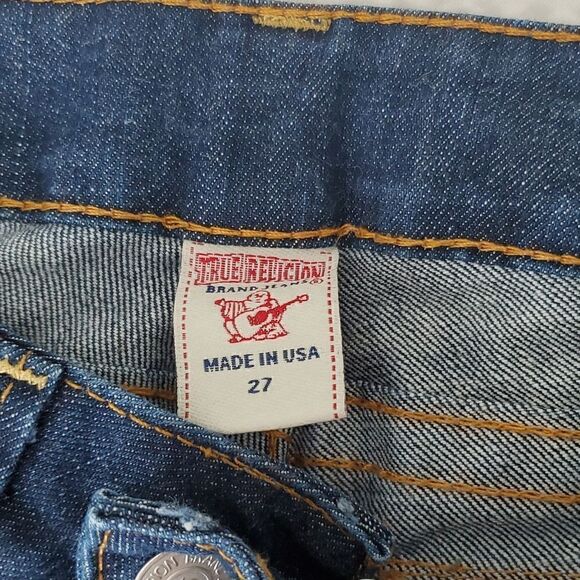 TRUE RELIGION
BRAND JEANS®
MADE IN USA
27